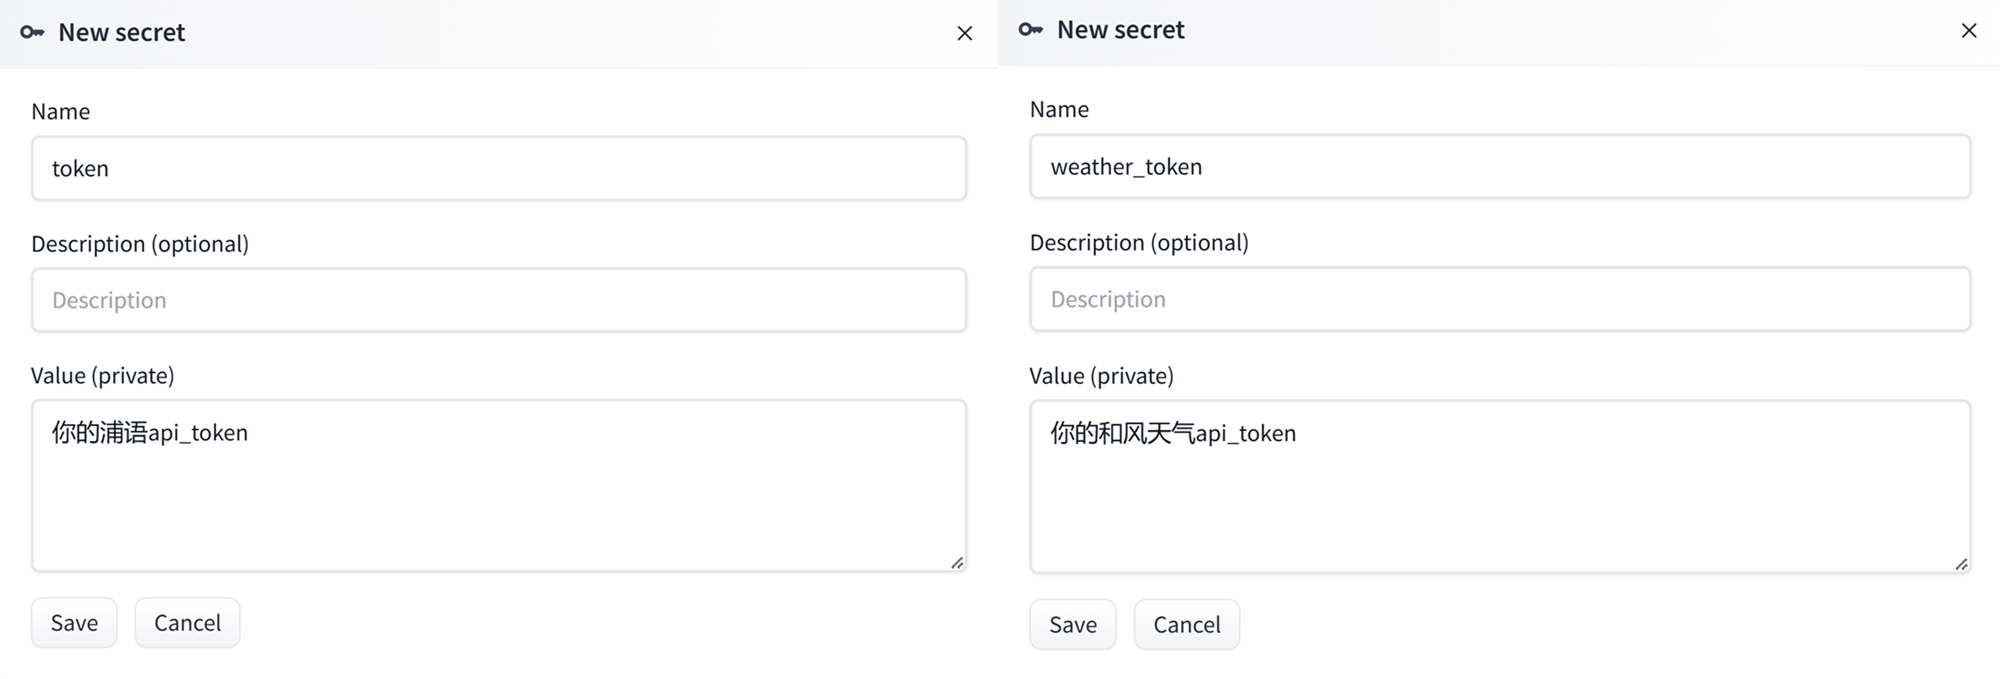 New secret
Name
token
Description (optional)
Description
Value (private)
你的浦语api_token
Save
Cancel
New secret
Name
weather_token
Description (optional)
Description
Value (private)
你的和风天气api_token
Save
Cancel